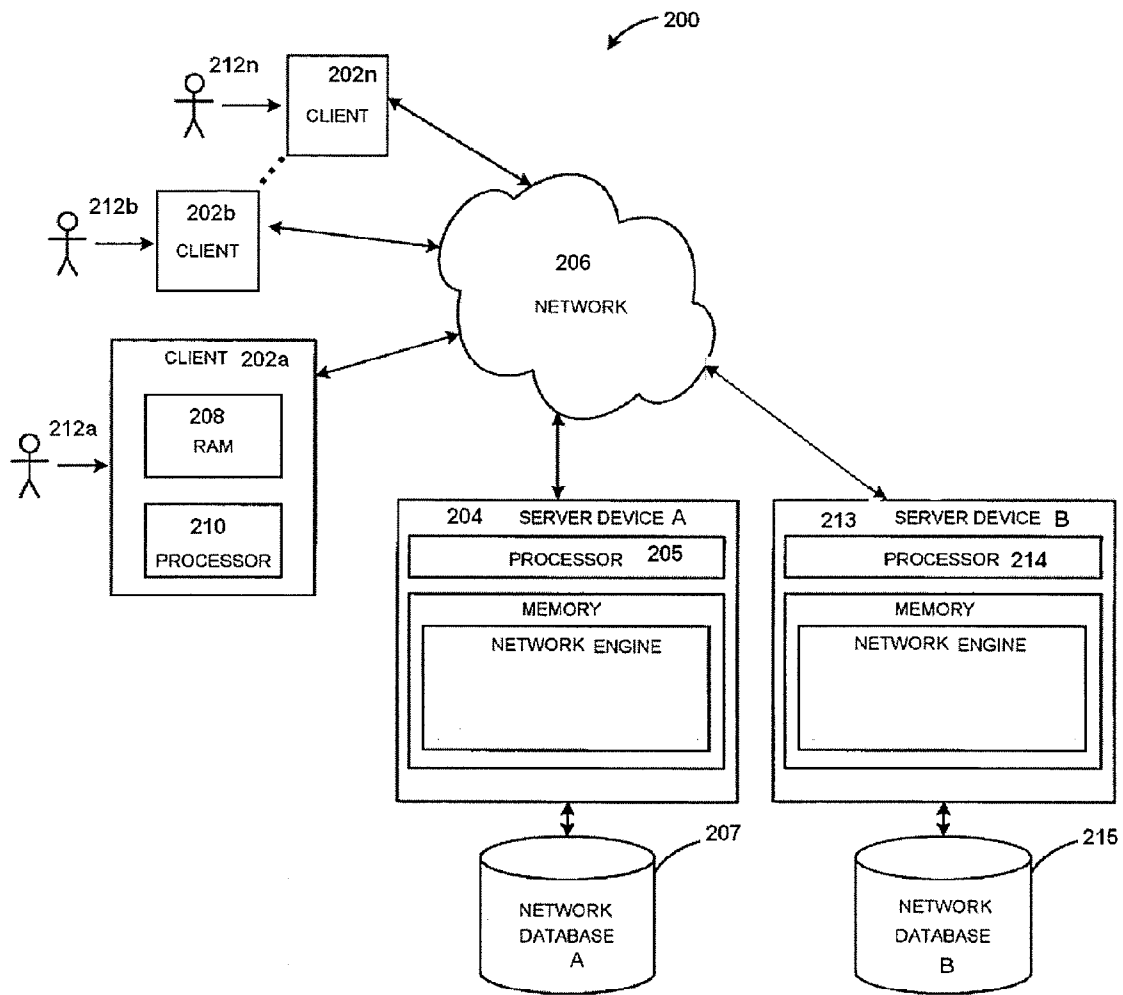 200
212n
202n
CLIENT
212b
202b
CLIENT
206
NETWORK
CLIENT 202a
208
RAM
212a
210
PROCESSOR
204 SERVER DEVICE A
PROCESSOR 205
MEMORY
NETWORK ENGINE
213 SERVER DEVICE B
PROCESSOR 214
MEMORY
NETWORK ENGINE
207
NETWORK
DATABASE
A
215
NETWORK
DATABASE
B